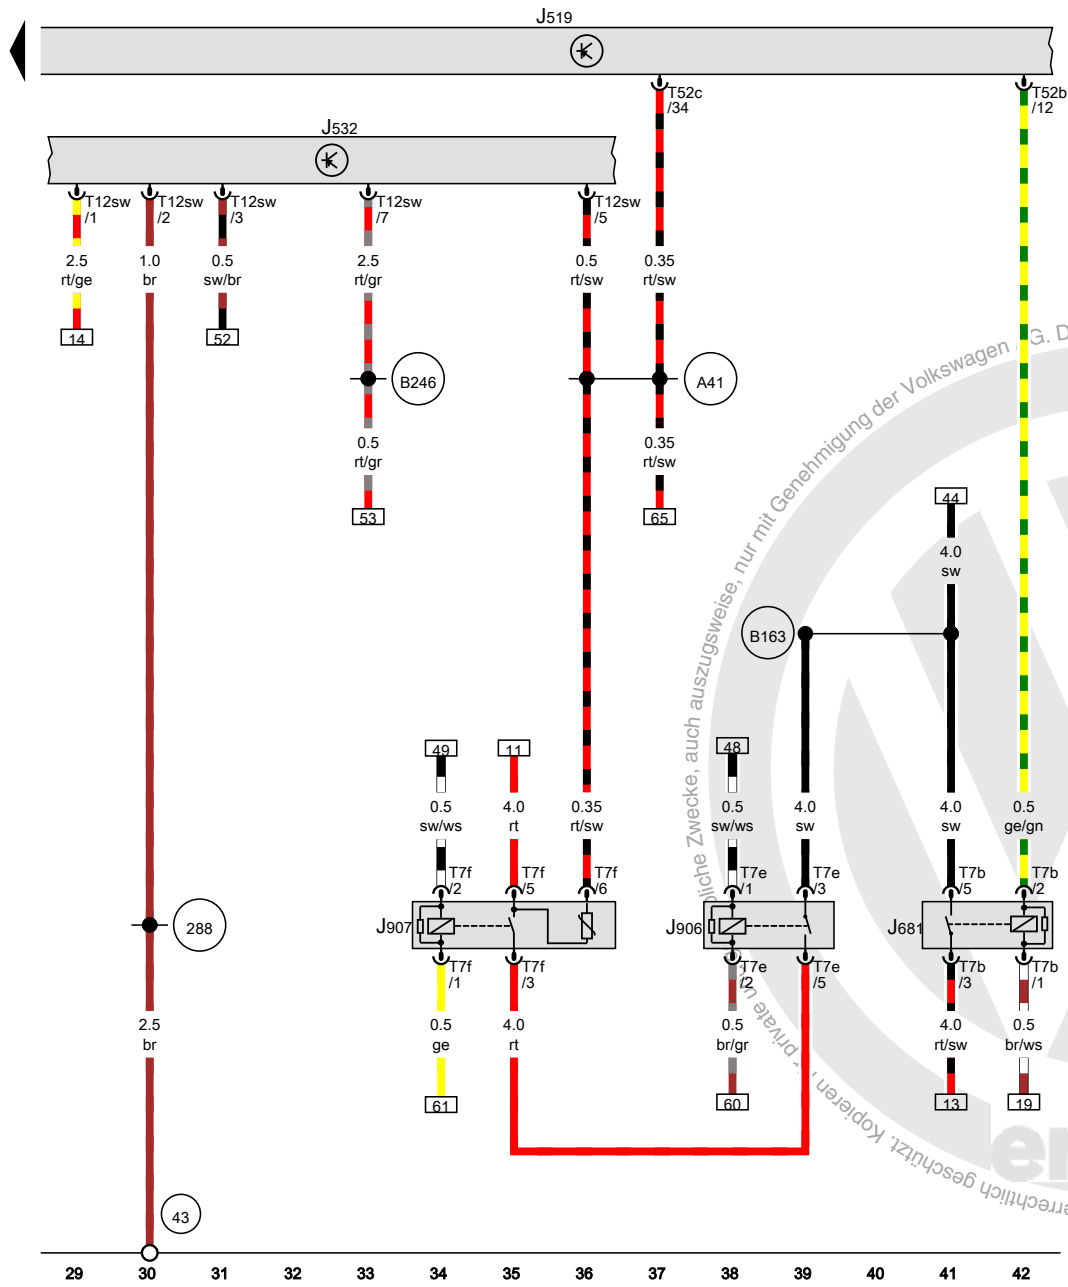 J519
T52c
/34
T52b
/12
J532
T12sw
/1
T12sw
/2
T12sw
/3
T12sw
/7
T12sw
/5
2.5
rt/ge
1.0
br
0.5
sw/br
2.5
rt/gr
0.5
rt/sw
0.35
rt/sw
14
52
B246
A41
0.5
rt/gr
0.35
rt/sw
53
65
44
4.0
sw
B163
49
11
48
0.5
sw/ws
4.0
rt
0.35
rt/sw
0.5
sw/ws
4.0
sw
4.0
sw
0.5
ge/gn
T7f
/2
T7f
/5
T7f
/6
T7e
/1
T7e
/3
T7b
/5
T7b
/2
J907
J906
J681
288
T7f
/1
T7f
/3
T7e
/2
T7e
/5
T7b
/3
T7b
/1
2.5
br
0.5
ge
4.0
rt
0.5
br/gr
4.0
rt/sw
0.5
br/ws
61
60
13
19
43
29 30 31 32 33 34 35 36 37 38 39 40 41 42
Zwecke, auch auszugsweise, nur mit Genehmigung der Volkswagen G. D
private
Kopieren
geschützt.